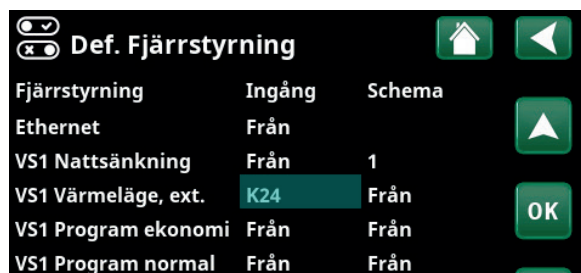 Def. Fjärrstyrning
Fjärrstyrning Ingång Schema
Ethernet Från
VS1 Nattsänkning Från 1
VS1 Värmeläge, ext. K24 Från
OK
VS1 Program ekonomi Från Från
VS1 Program normal Från Från